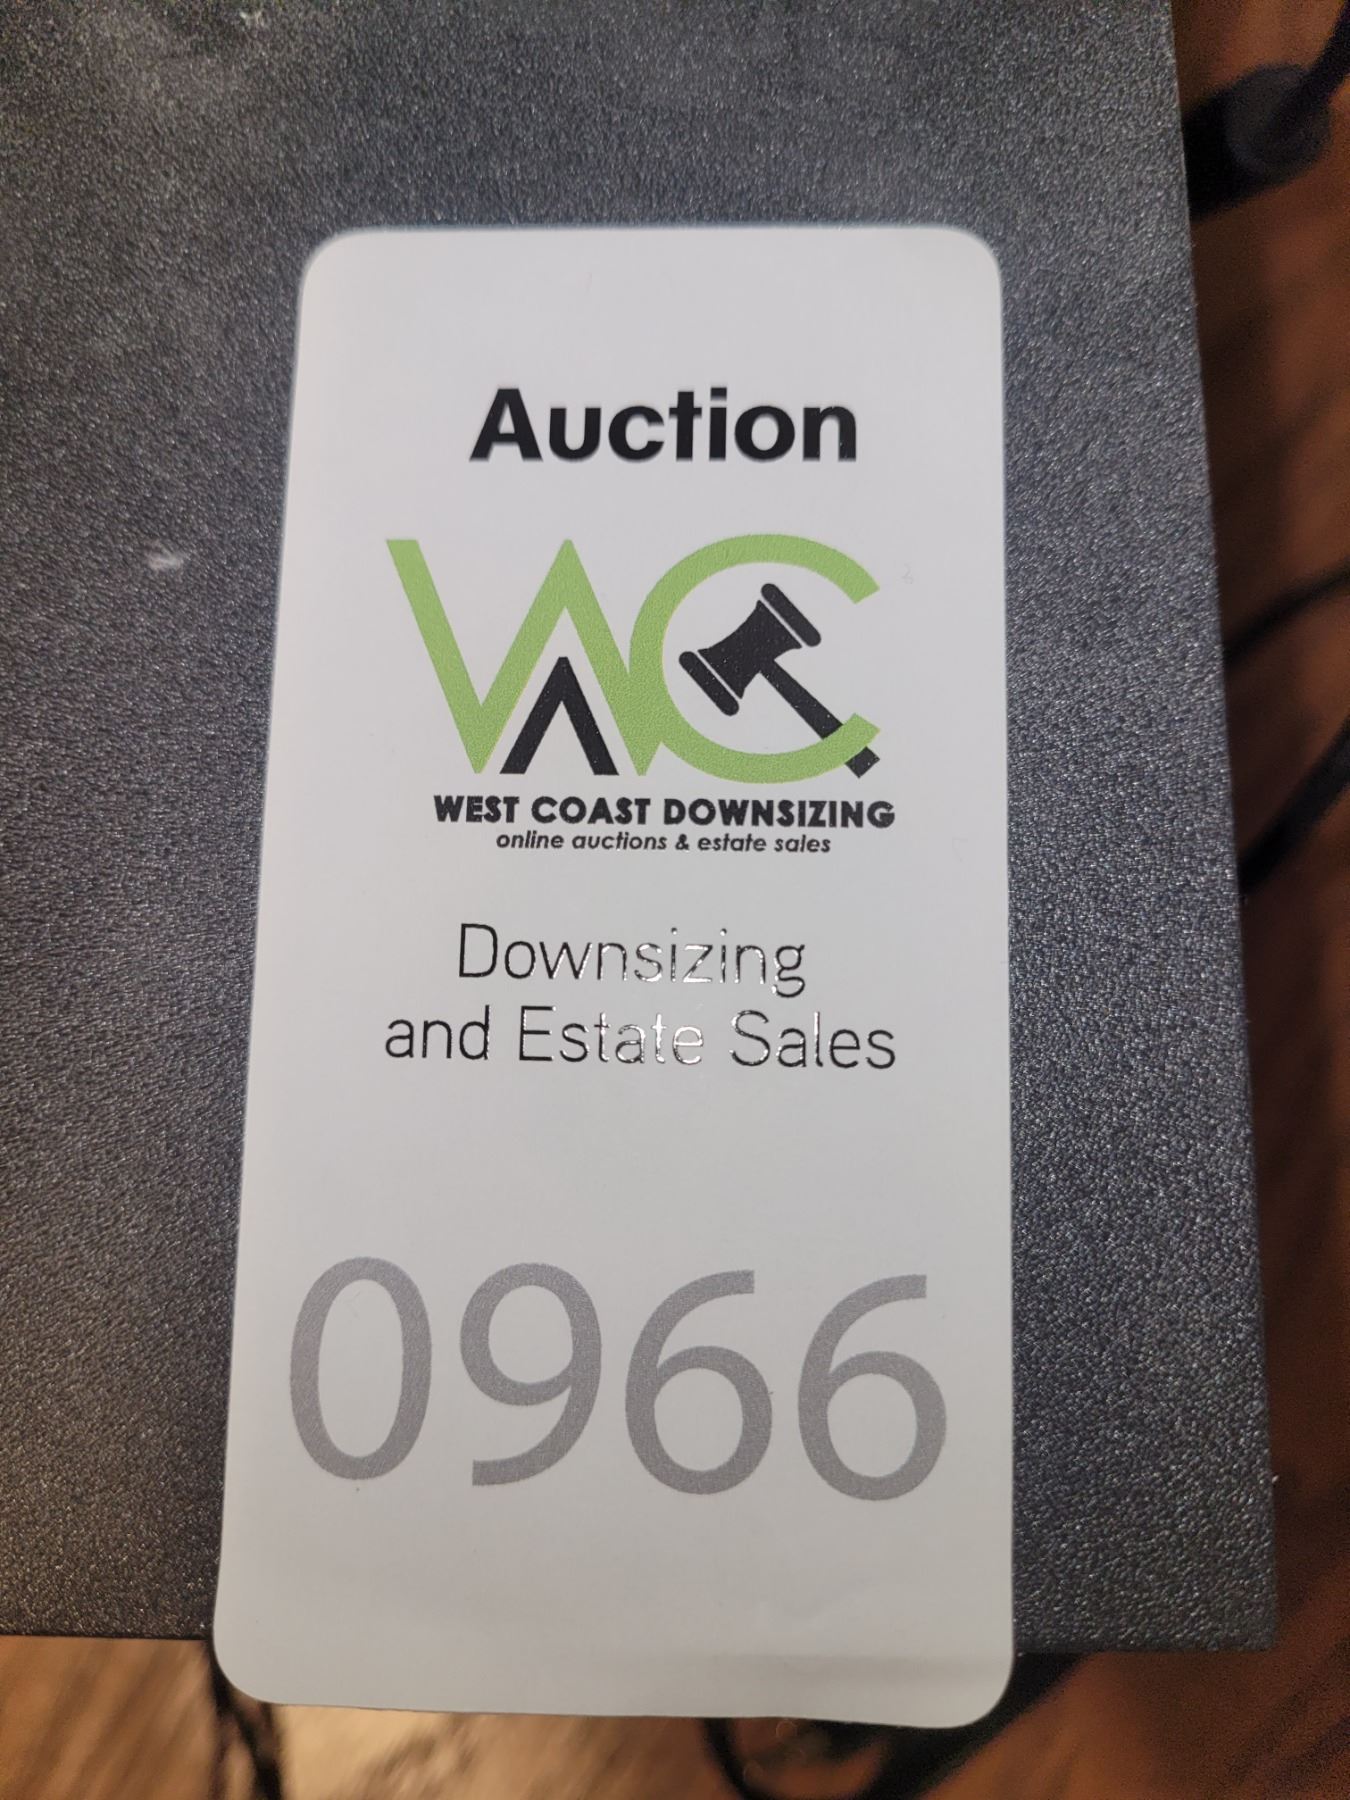 Auction
WC
WEST COAST DOWNSIZING
online auctions & estate sales
Downsizing
and Estate Sales
0966